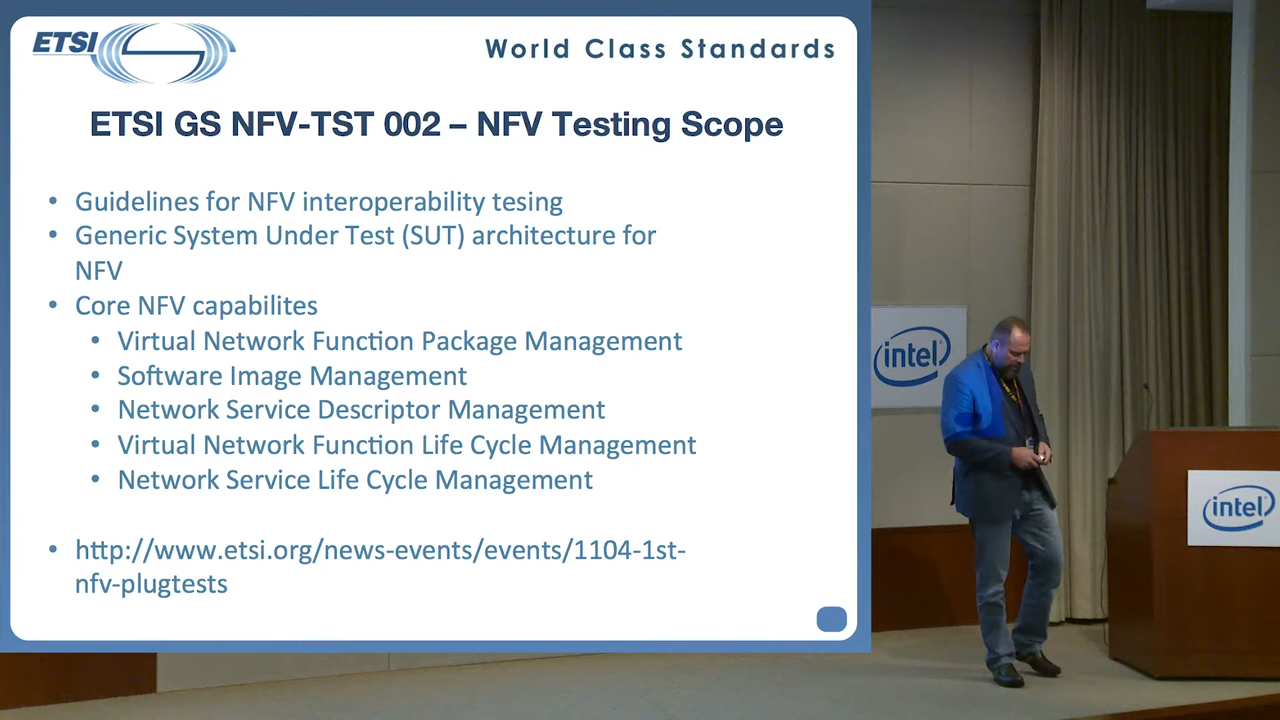 ETSI
World Class Standards
ETSI GS NFV-TST 002 – NFV Testing Scope
• Guidelines for NFV interoperability tesing
• Generic System Under Test (SUT) architecture for
NFV
• Core NFV capabilites
• Virtual Network Function Package Management
• Software Image Management
• Network Service Descriptor Management
• Virtual Network Function Life Cycle Management
• Network Service Life Cycle Management
• http://www.etsi.org/news-events/events/1104-1st-
nfv-plugtests
intel
intel